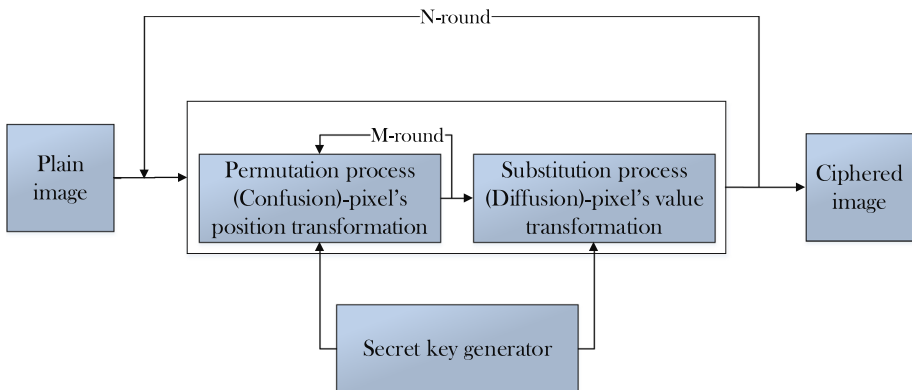 N-round
Plain
image
M-round
Permutation process
(Confusion)-pixel's
position transformation
Substitution process
(Diffusion)-pixel's value
transformation
Ciphered
image
Secret key generator